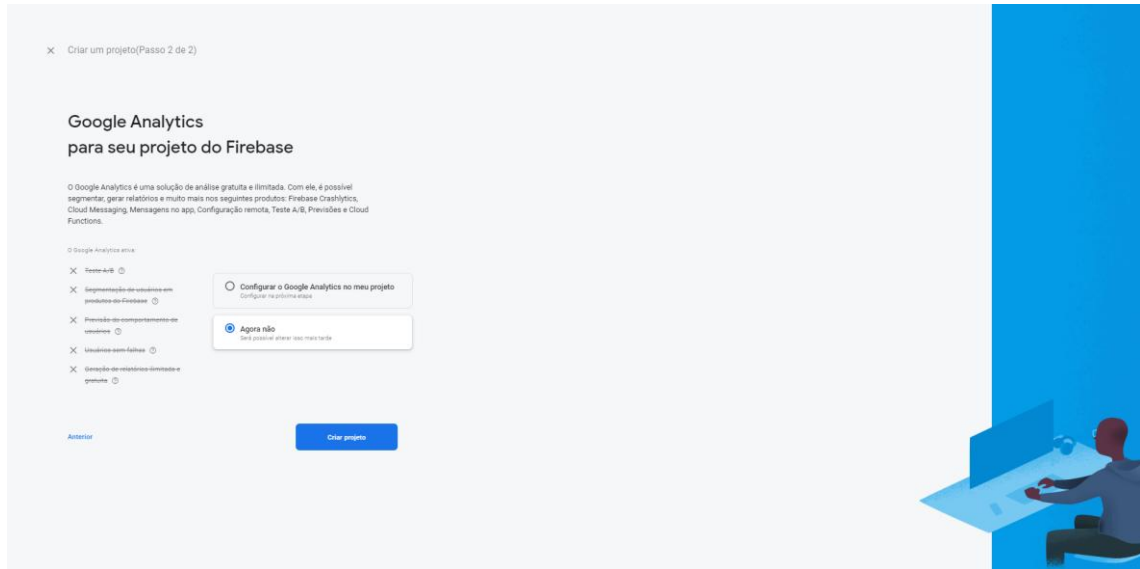 Criar um projeto(Passo 2 de 2)
Google Analytics
para seu projeto do Firebase
O Google Analytics é uma solução de análise gratuita e ilimitada. Com ele, é possível
segmentar, gerar relatórios e muito mais nos seguintes produtos: Firebase Crashlytics,
Cloud Messaging, Mensagens no app, Configuração remota, Teste A/B, Previsões e Cloud
Functions.
O Google Analytics ativa:
Teste A/B
Segmentação de usuários em
produtos do Firebase
Previsão do comportamento de
usuários
Usuários sem falhas
Geração de relatórios ilimitada e
gratuita
Configurar o Google Analytics no meu projeto
Configurar na próxima etapa
Agora não
Será possível alterar isso mais tarde
Anterior
Criar projeto